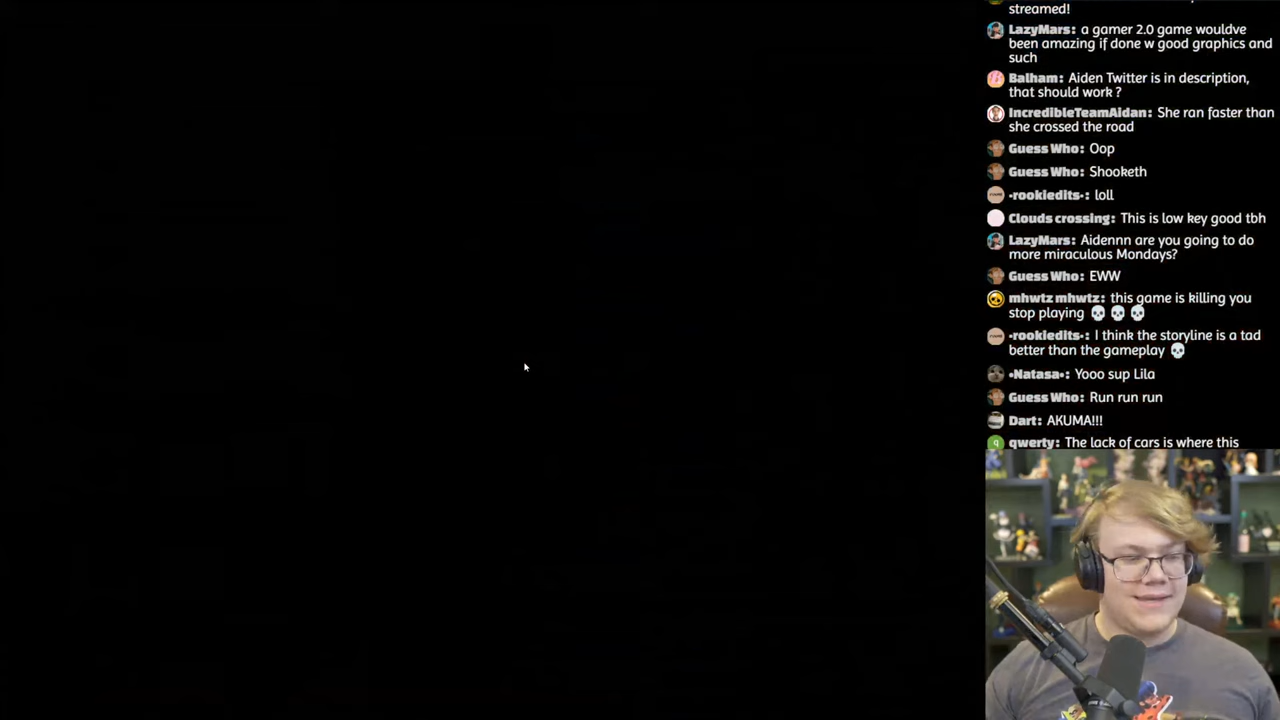 streamed!
LazyMars: a gamer 2.0 game wouldve
been amazing if done w good graphics and
such
Balham: Aiden Twitter is in description,
that should work ?
IncredibleTeamAidan: She ran faster than
she crossed the road
Guess Who: Oop
Guess Who: Shooketh
•rookiedits•: loll
Clouds crossing: This is low key good tbh
LazyMars: Aidennn are you going to do
more miraculous Mondays?
Guess Who: EWW
mhwtz mhwtz: this game is killing you
stop playing 💀 💀 💀
•rookiedits•: I think the storyline is a tad
better than the gameplay 💀
•Natasa•: Yooo sup Lila
Guess Who: Run run run
Dart: AKUMA!!!
q qwerty: The lack of cars is where this